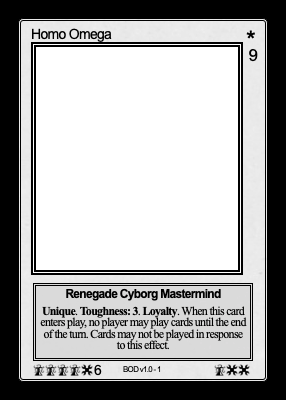 Homo Omega *
9
Renegade Cyborg Mastermind
Unique. Toughness: 3. Loyalty. When this card
enters play, no player may play cards until the end
of the turn. Cards may not be played in response
to this effect.
6 BOD v1.0 - 1